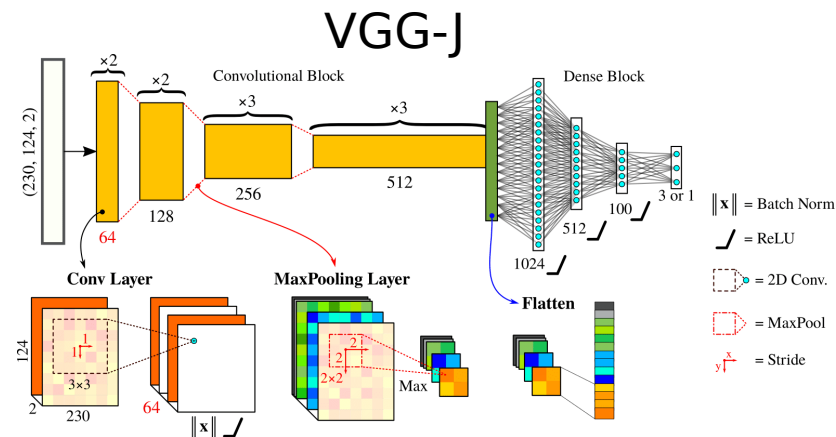 VGG-J
×2
×2
Convolutional Block
×3
×3
Dense Block
(230, 124, 2)
64
128
256
512
1024
512
100
3 or 1
‖x‖ = Batch Norm
= ReLU
= 2D Conv.
= MaxPool
x
y
= Stride
Conv Layer
MaxPooling Layer
Flatten
124
1
1
3×3
2
230
64
‖x‖
2
2
2×2
Max